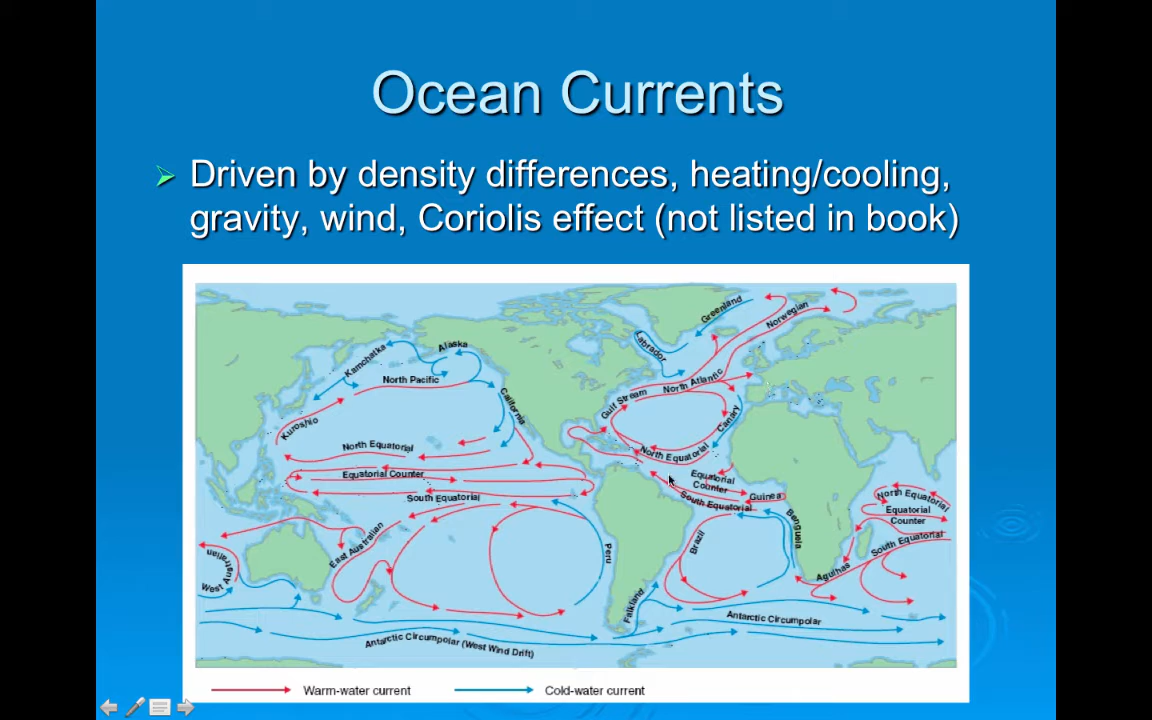 Ocean Currents
Driven by density differences, heating/cooling,
gravity, wind, Coriolis effect (not listed in book)
Greenland
Norwegian
Labrador
Kamchatka
Alaska
North Pacific
North Atlantic
Gulf Stream
California
Canary
Kuroshio
North Equatorial
North Equatorial
Equatorial Counter
Equatorial
Counter
Guinea
South Equatorial
South Equatorial
North Equatorial
Equatorial
Counter
South Equatorial
East Australian
West Australian
Peru
Brazil
Benguela
Agulhas
Falkland
Antarctic Circumpolar
Antarctic Circumpolar (West Wind Drift)
Warm-water current
Cold-water current